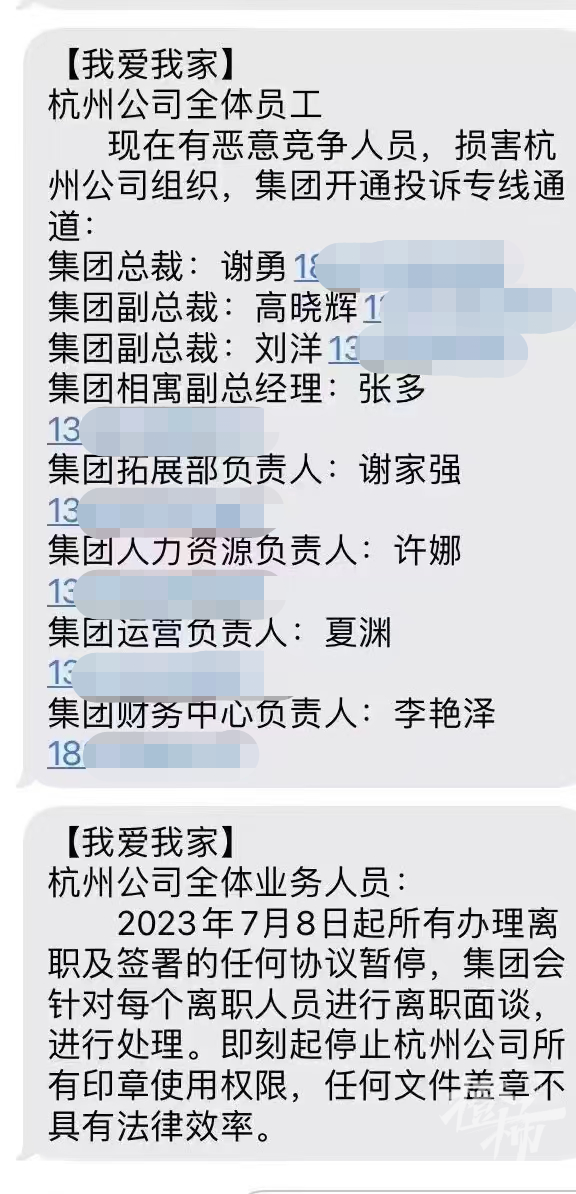 【我爱我家】
杭州公司全体员工
现在有恶意竞争人员，损害杭
州公司组织，集团开通投诉专线通
道：
集团总裁：谢勇18
集团副总裁：高晓辉1
集团副总裁：刘洋13
集团相寓副总经理：张多
13
集团拓展部负责人：谢家强
13
集团人力资源负责人：许娜
13
集团运营负责人：夏渊
13
集团财务中心负责人：李艳泽
18
【我爱我家】
杭州公司全体业务人员：
2023年7月8日起所有办理离
职及签署的任何协议暂停，集团会
针对每个离职人员进行离职面谈，
进行处理。即刻起停止杭州公司所
有印章使用权限，任何文件盖章不
具有法律效率。
橙柿